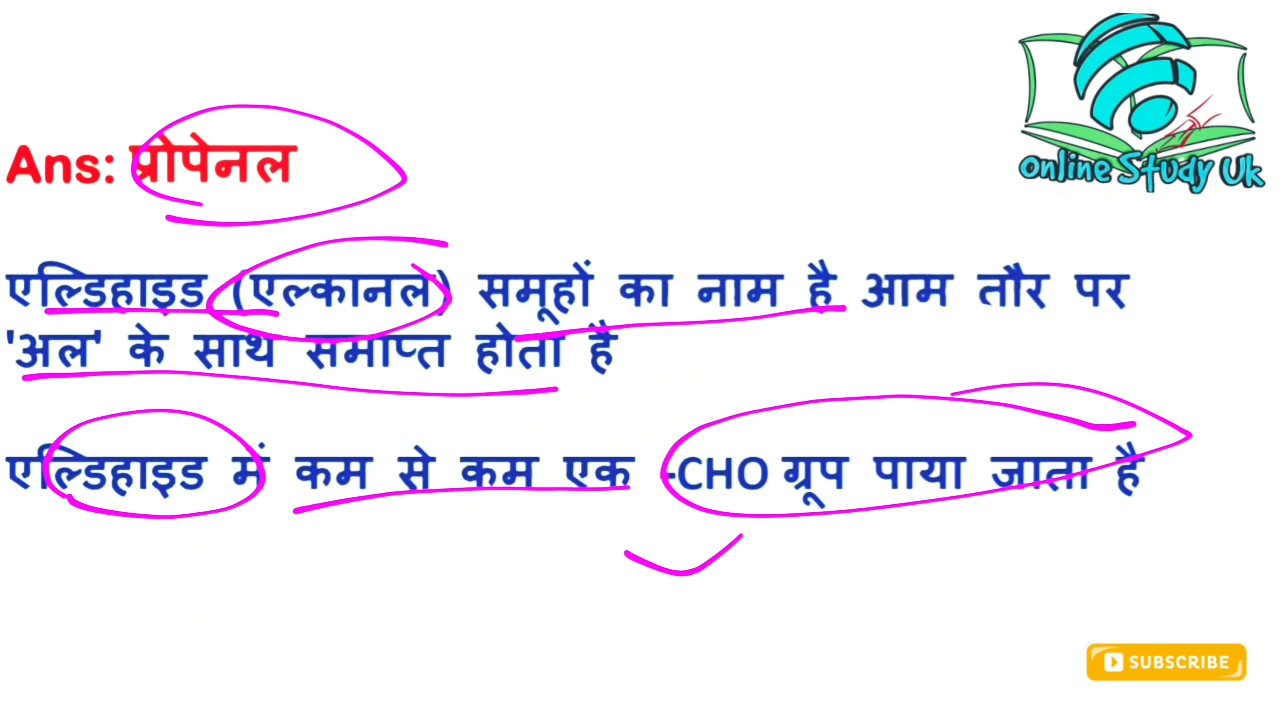 Online Study Uk
Ans: प्रोपेनल
एल्डिहाइड (एल्कानल) समूहों का नाम है आम तौर पर
'अल' के साथ समाप्त होता है
एल्डिहाइड में कम से कम एक -CHO ग्रूप पाया जाता है
SUBSCRIBE